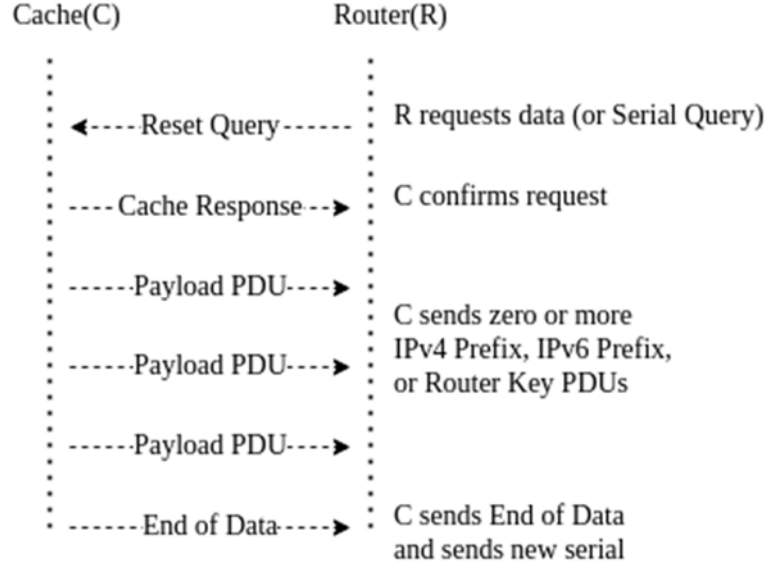 Cache(C) Router(R)
Reset Query R requests data (or Serial Query)
Cache Response C confirms request
Payload PDU
C sends zero or more
IPv4 Prefix, IPv6 Prefix,
Payload PDU
or Router Key PDUs
Payload PDU
End of Data C sends End of Data
and sends new serial